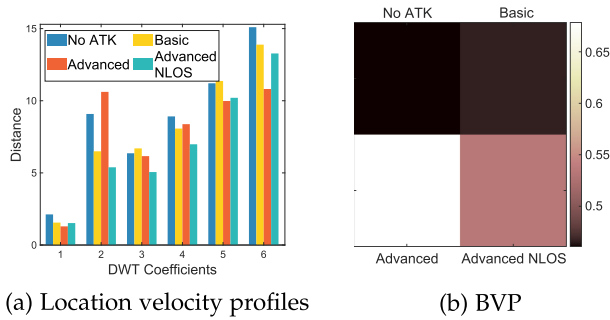 15
10
5
0
Distance
No ATK
Basic
Advanced
Advanced
NLOS
1
2
3
4
5
6
DWT Coefficients
(a) Location velocity profiles
No ATK
Basic
Advanced
Advanced NLOS
0.65
0.6
0.55
0.5
(b) BVP